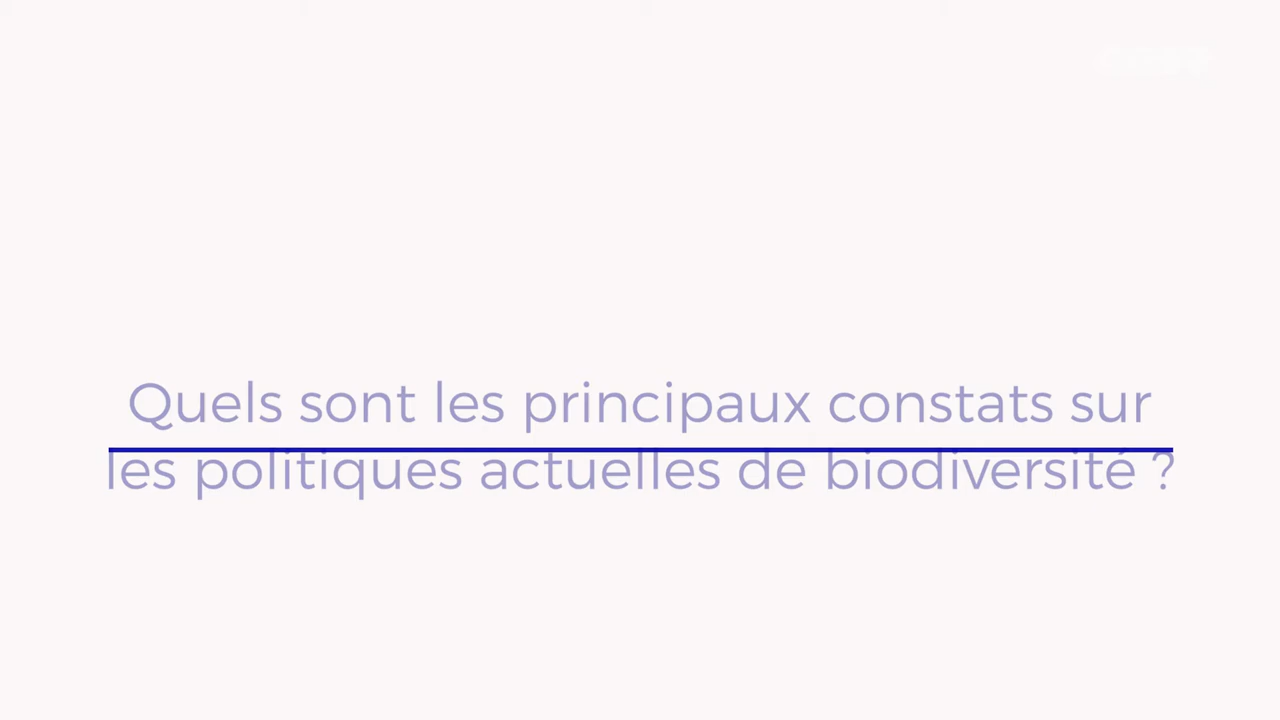 Quels sont les principaux constats sur
les politiques actuelles de biodiversité ?